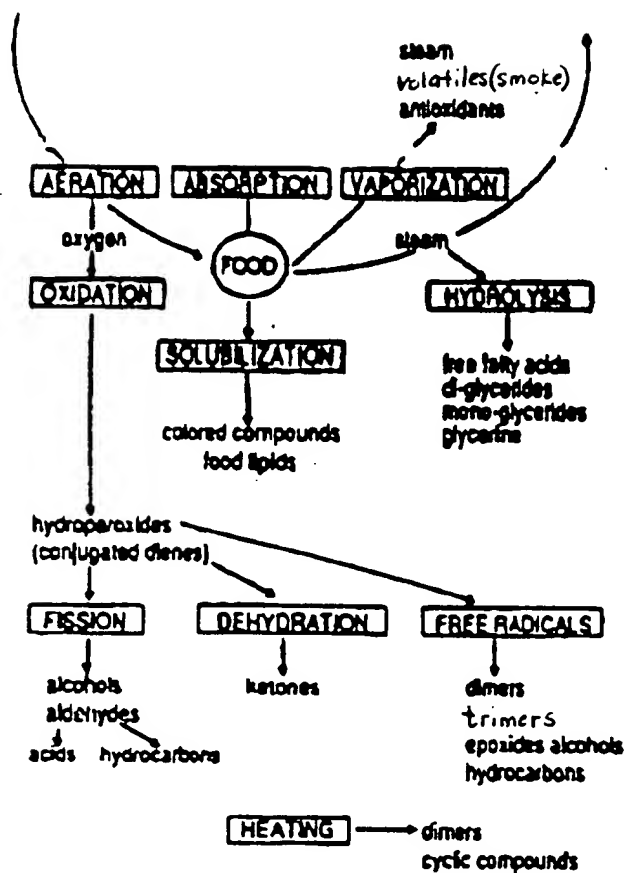 steam
volatiles(smoke)
antioxidants
AERATION
ABSORPTION
VAPORIZATION
oxygen
FOOD
steam
OXIDATION
HYDROLYSIS
SOLUBILIZATION
free fatty acids
di-glycerides
mono-glycerides
glycerine
colored compounds
food lipids
hydroperoxides
(conjugated dienes)
FISSION
DEHYDRATION
FREE RADICALS
alcohols
aldehydes
ketones
dimers
trimers
epoxides alcohols
hydrocarbons
acids
hydrocarbons
HEATING
dimers
cyclic compounds